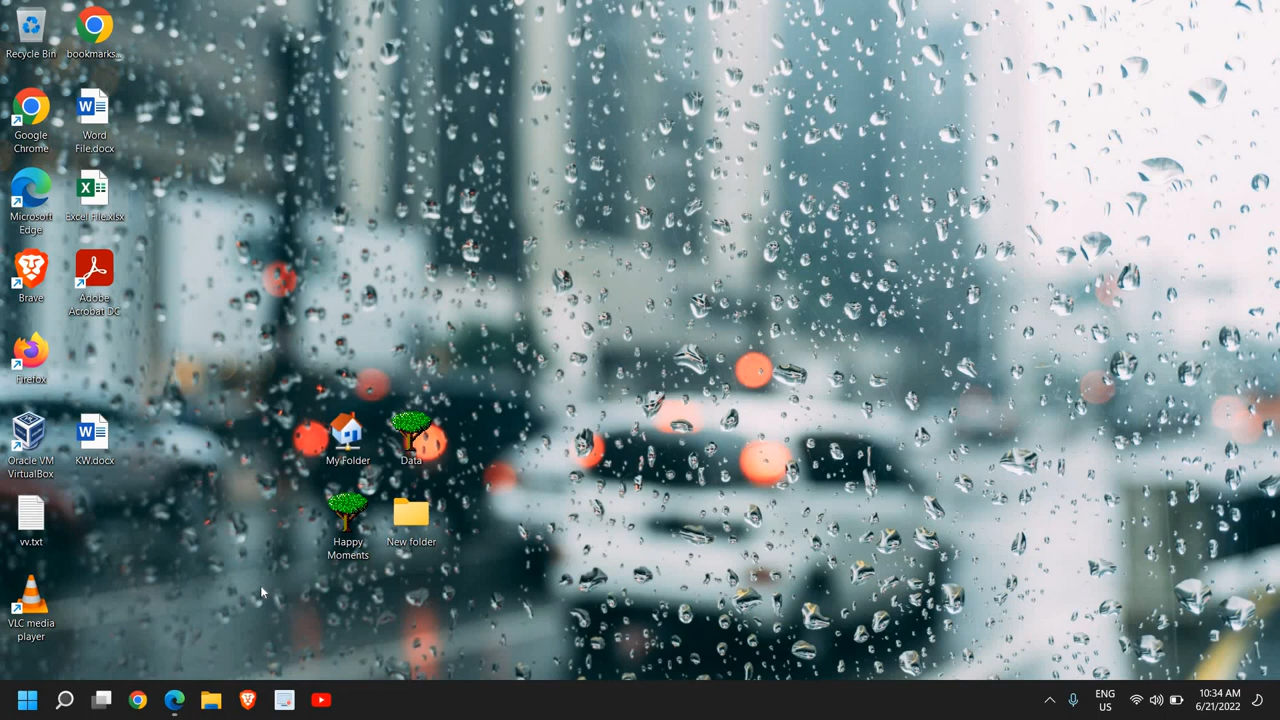 Recycle Bin
bookmarks...
Google
Chrome
Word
File.docx
Microsoft
Edge
Excel File.xlsx
Brave
Adobe
Acrobat DC
Firefox
Oracle VM
VirtualBox
KW.docx
My Folder
Data
vv.txt
Happy
Moments
New folder
VLC media
player
ENG
US
10:34 AM
6/21/2022